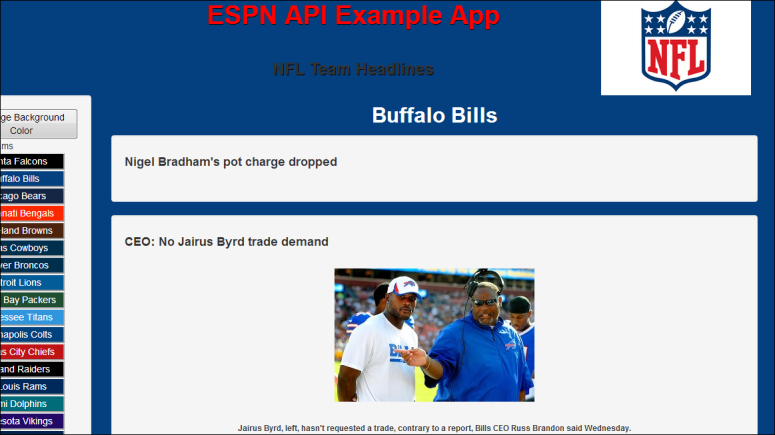 ESPN API Example App
NFL
NFL Team Headlines
Buffalo Bills
ge Background
Color
ms
nta Falcons
ffalo Bills
cago Bears
nnati Bengals
land Browns
as Cowboys
ver Broncos
troit Lions
Bay Packers
essee Titans
napolis Colts
as City Chiefs
and Raiders
Louis Rams
mi Dolphins
esota Vikings
Nigel Bradham's pot charge dropped
CEO: No Jairus Byrd trade demand
Jairus Byrd, left, hasn't requested a trade, contrary to a report, Bills CEO Russ Brandon said Wednesday.